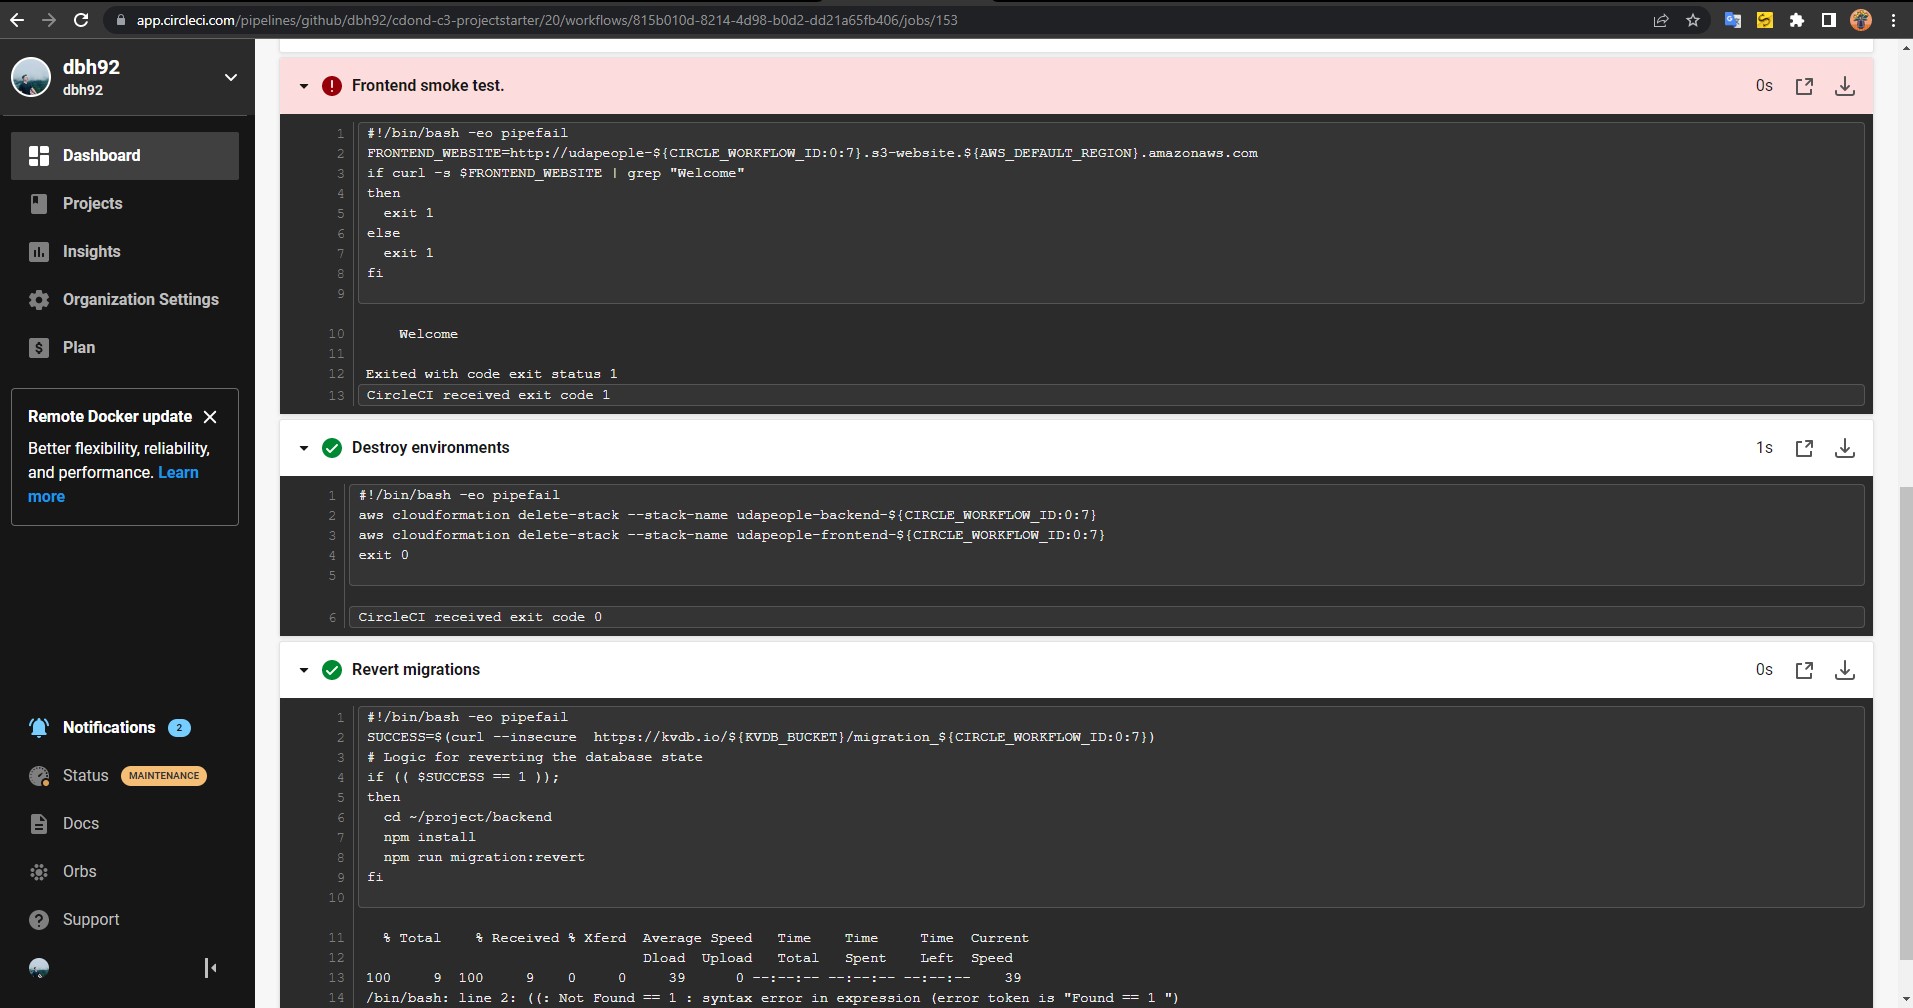 app.circleci.com/pipelines/github/dbh92/cdond-c3-projectstarter/20/workflows/815b010d-8214-4d98-b0d2-dd21a65fb406/jobs/153
dbh92
dbh92
Dashboard
Projects
Insights
Organization Settings
Plan
Remote Docker update
Better flexibility, reliability,
and performance. Learn
more
Notifications 2
Status MAINTENANCE
Docs
Orbs
Support
Frontend smoke test. 0s
1 #!/bin/bash -eo pipefail
2 FRONTEND_WEBSITE=http://udapeople-${CIRCLE_WORKFLOW_ID:0:7}.s3-website.${AWS_DEFAULT_REGION}.amazonaws.com
3 if curl -s $FRONTEND_WEBSITE | grep "Welcome"
4 then
5 exit 1
6 else
7 exit 1
8 fi
9
10 Welcome
11
12 Exited with code exit status 1
13 CircleCI received exit code 1
Destroy environments 1s
1 #!/bin/bash -eo pipefail
2 aws cloudformation delete-stack --stack-name udapeople-backend-${CIRCLE_WORKFLOW_ID:0:7}
3 aws cloudformation delete-stack --stack-name udapeople-frontend-${CIRCLE_WORKFLOW_ID:0:7}
4 exit 0
5
6 CircleCI received exit code 0
Revert migrations 0s
1 #!/bin/bash -eo pipefail
2 SUCCESS=$(curl --insecure  https://kvdb.io/${KVDB_BUCKET}/migration_${CIRCLE_WORKFLOW_ID:0:7})
3 # Logic for reverting the database state
4 if (( $SUCCESS == 1 ));
5 then
6 cd ~/project/backend
7 npm install
8 npm run migration:revert
9 fi
10
11 % Total % Received % Xferd Average Speed Time Time Time Current
12 Dload Upload Total Spent Left Speed
13 100 9 100 9 0 0 39 0 --:--:-- --:--:-- --:--:-- 39
14 /bin/bash: line 2: ((: Not Found == 1 : syntax error in expression (error token is "Found == 1 ")